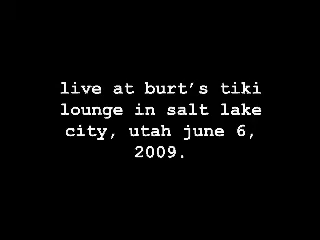 live at burt's tiki
lounge in salt lake
city, utah june 6,
2009.